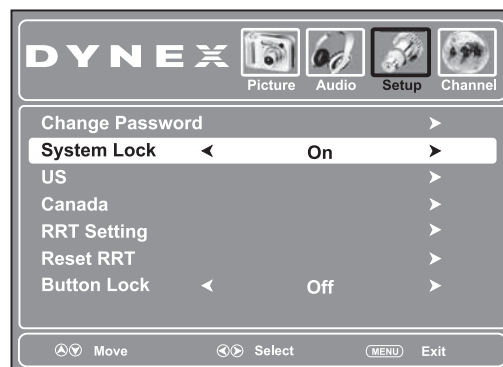 DYNEX
Picture Audio Setup Channel
Change Password
System Lock On
US
Canada
RRT Setting
Reset RRT
Button Lock Off
Move Select MENU Exit